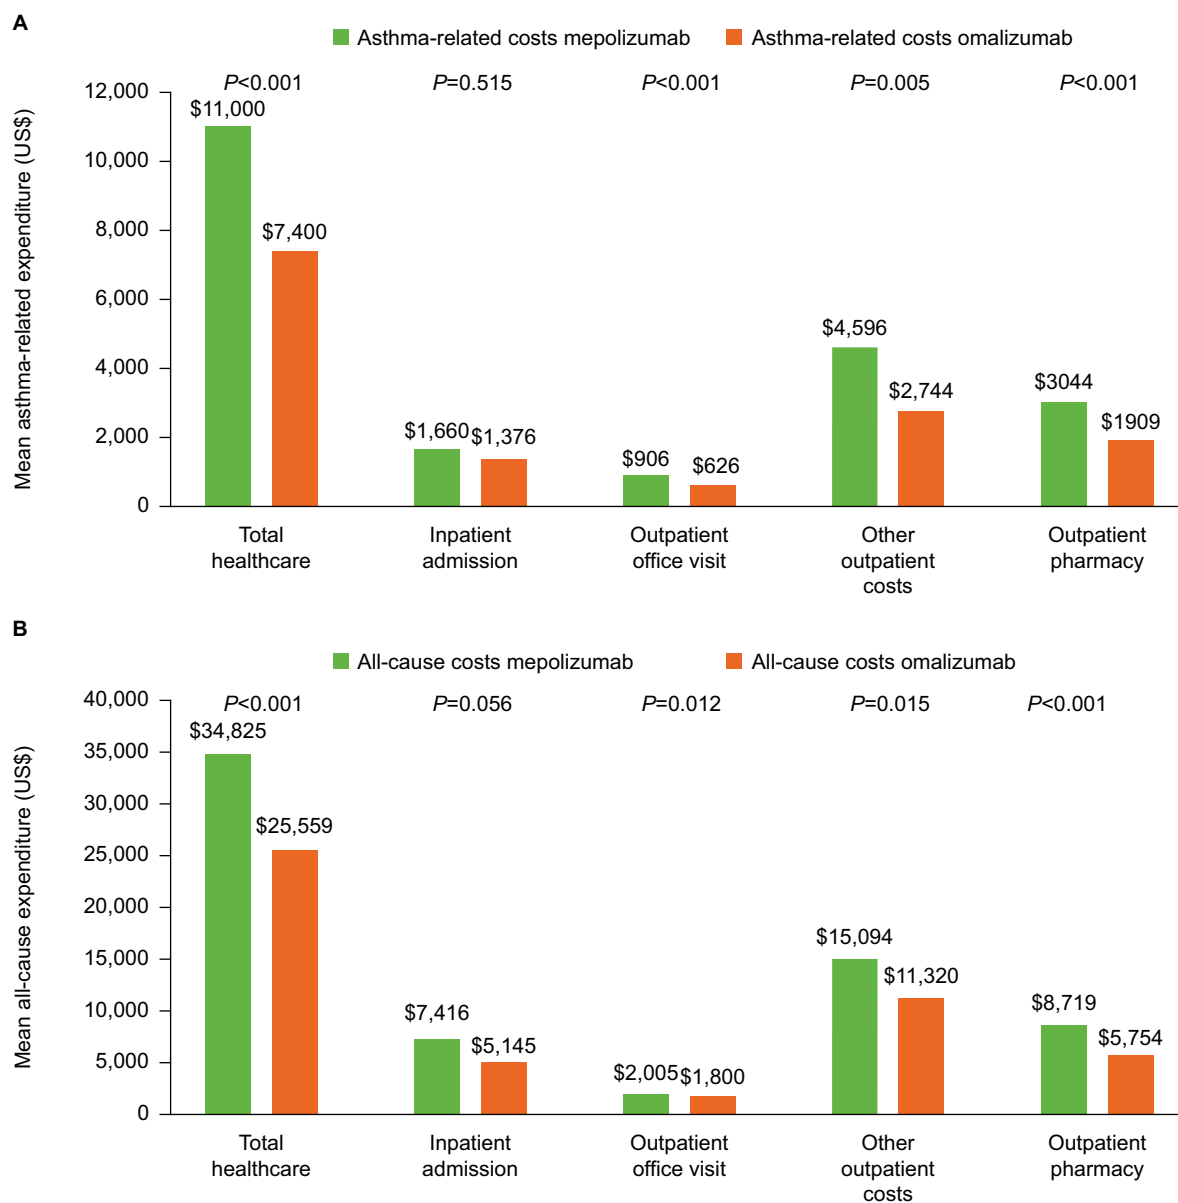 A
Asthma-related costs mepolizumab Asthma-related costs omalizumab
P<0.001 P=0.515 P<0.001 P=0.005 P<0.001
Mean asthma-related expenditure (US$)
12,000
10,000
8,000
6,000
4,000
2,000
0
$11,000
$7,400
$1,660
$1,376
$906
$626
$4,596
$2,744
$3044
$1909
Total
healthcare
Inpatient
admission
Outpatient
office visit
Other
outpatient
costs
Outpatient
pharmacy
B
All-cause costs mepolizumab All-cause costs omalizumab
P<0.001 P=0.056 P=0.012 P=0.015 P<0.001
Mean all-cause expenditure (US$)
40,000
35,000
30,000
25,000
20,000
15,000
10,000
5,000
0
$34,825
$25,559
$7,416
$5,145
$2,005
$1,800
$15,094
$11,320
$8,719
$5,754
Total
healthcare
Inpatient
admission
Outpatient
office visit
Other
outpatient
costs
Outpatient
pharmacy